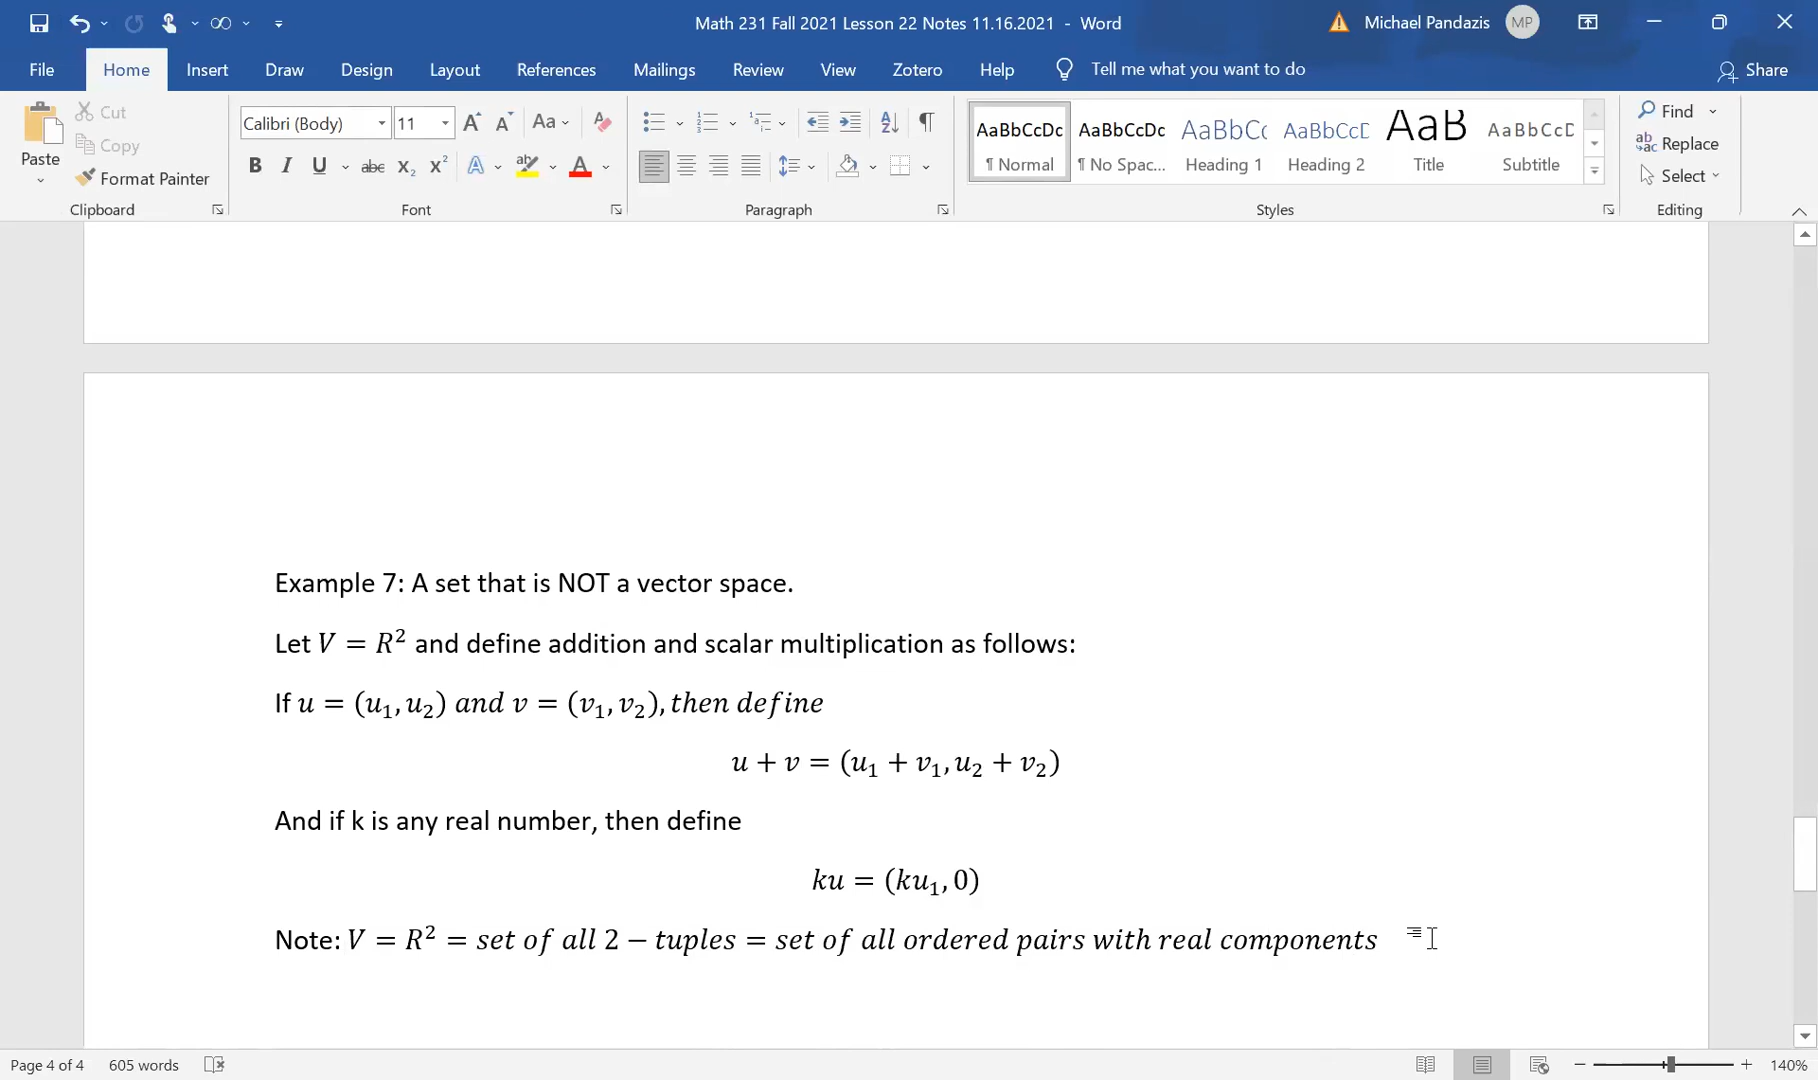 Math 231 Fall 2021 Lesson 22 Notes 11.16.2021 - Word
Michael Pandazis MP
File Home Insert Draw Design Layout References Mailings Review View Zotero Help Tell me what you want to do Share
Paste
Cut
Copy
Format Painter
Clipboard
Calibri (Body) 11 A A Aa A
B I U abc x₂ x² A A
Font
A Z ¶
Paragraph
AaBbCcDc AaBbCcDc AaBbCc AaBbCcD AaB AaBbCcD
¶ Normal ¶ No Spac... Heading 1 Heading 2 Title Subtitle
Styles
Find
Replace
Select
Editing
Example 7: A set that is NOT a vector space.
Let V = R² and define addition and scalar multiplication as follows:
If u = (u₁, u₂) and v = (v₁, v₂), then define
u + v = (u₁ + v₁, u₂ + v₂)
And if k is any real number, then define
ku = (ku₁, 0)
Note: V = R² = set of all 2 − tuples = set of all ordered pairs with real components
Page 4 of 4 605 words 140%